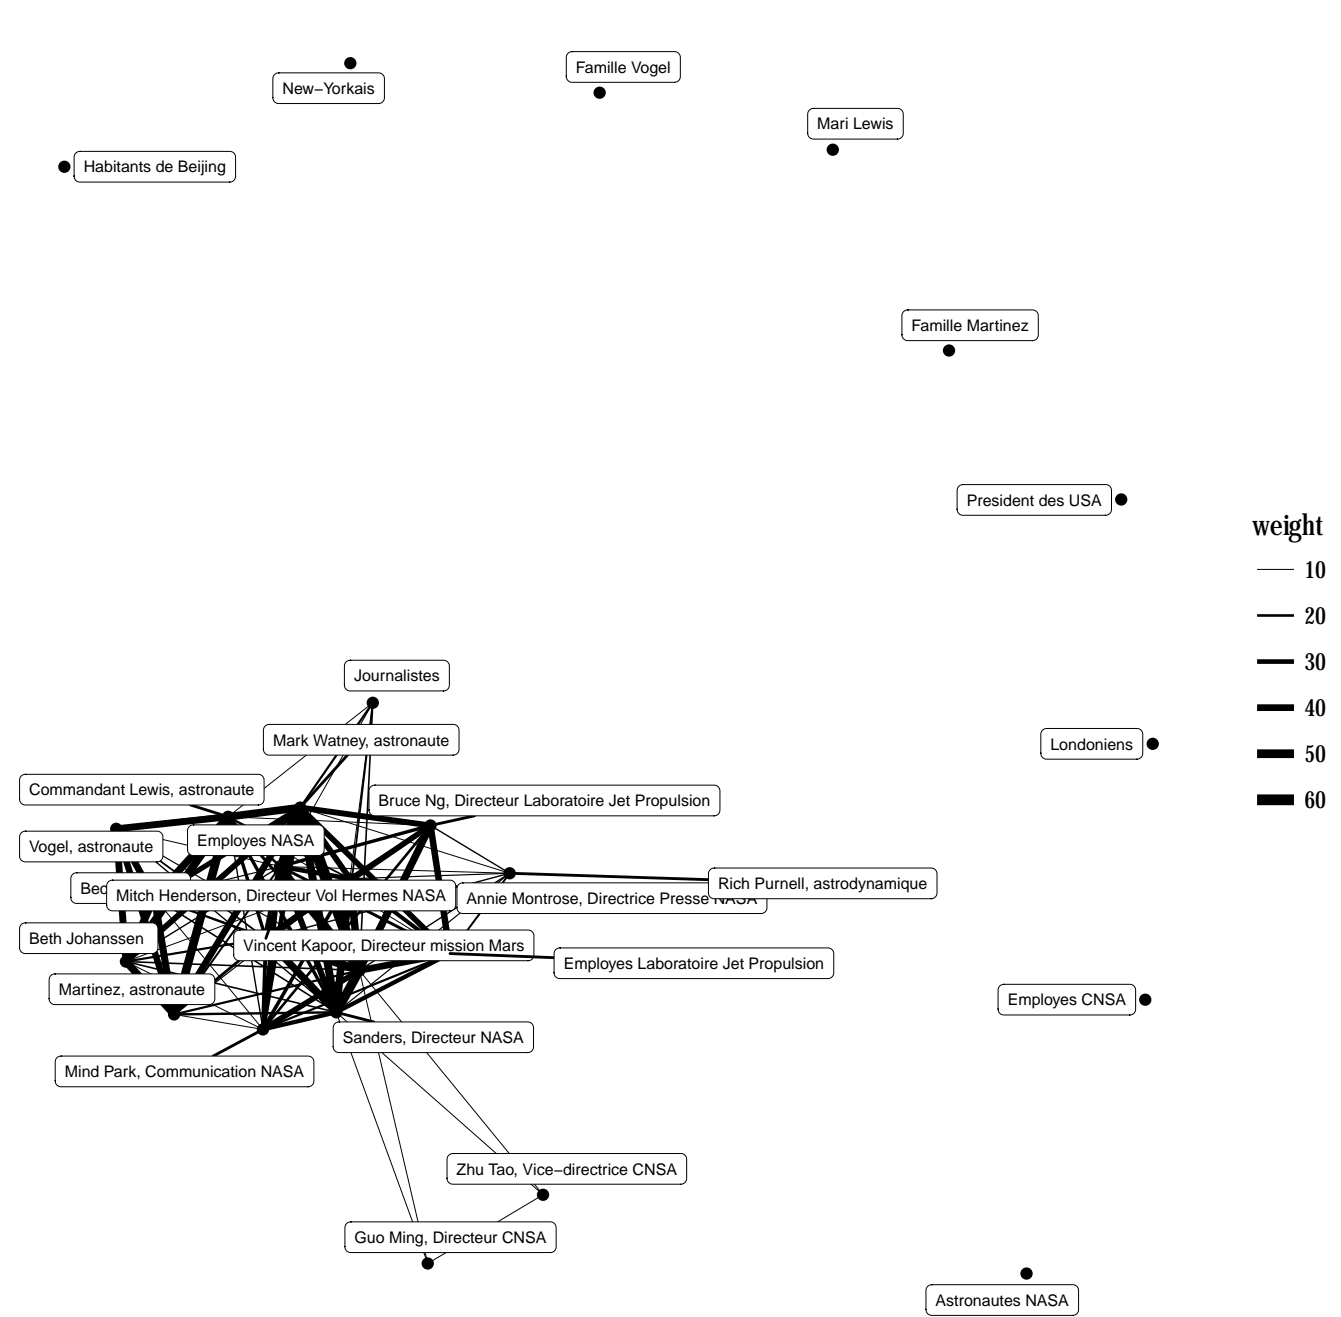 New−Yorkais
Famille Vogel
Mari Lewis
Habitants de Beijing
Famille Martinez
President des USA
weight
10
20
30
40
50
60
Journalistes
Mark Watney, astronaute
Londoniens
Commandant Lewis, astronaute
Bruce Ng, Directeur Laboratoire Jet Propulsion
Employes NASA
Vogel, astronaute
Rich Purnell, astrodynamique
Mitch Henderson, Directeur Vol Hermes NASA
Annie Montrose, Directrice Presse NASA
Beth Johanssen
Vincent Kapoor, Directeur mission Mars
Employes Laboratoire Jet Propulsion
Martinez, astronaute
Employes CNSA
Sanders, Directeur NASA
Mind Park, Communication NASA
Zhu Tao, Vice−directrice CNSA
Guo Ming, Directeur CNSA
Astronautes NASA